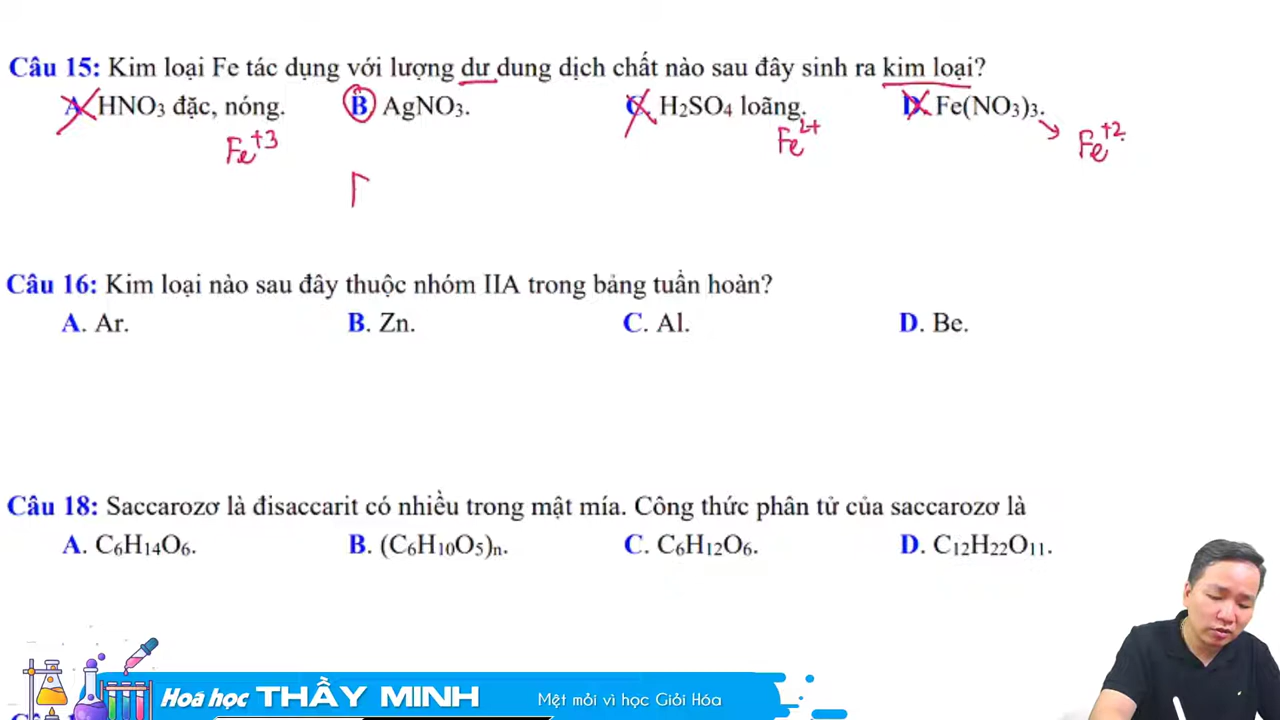 Câu 15: Kim loại Fe tác dụng với lượng dư dung dịch chất nào sau đây sinh ra kim loại?
A. HNO3 đặc, nóng. B AgNO3. C. H2SO4 loãng. D. Fe(NO3)3.
Fe+3 Fe2+ Fe+2
Câu 16: Kim loại nào sau đây thuộc nhóm IIA trong bảng tuần hoàn?
A. Ar. B. Zn. C. Al. D. Be.
Câu 18: Saccarozơ là đisaccarit có nhiều trong mật mía. Công thức phân tử của saccarozơ là
A. C6H14O6. B. (C6H10O5)n. C. C6H12O6. D. C12H22O11.
Hoá học THẦY MINH Mệt mỏi vì học Giỏi Hóa